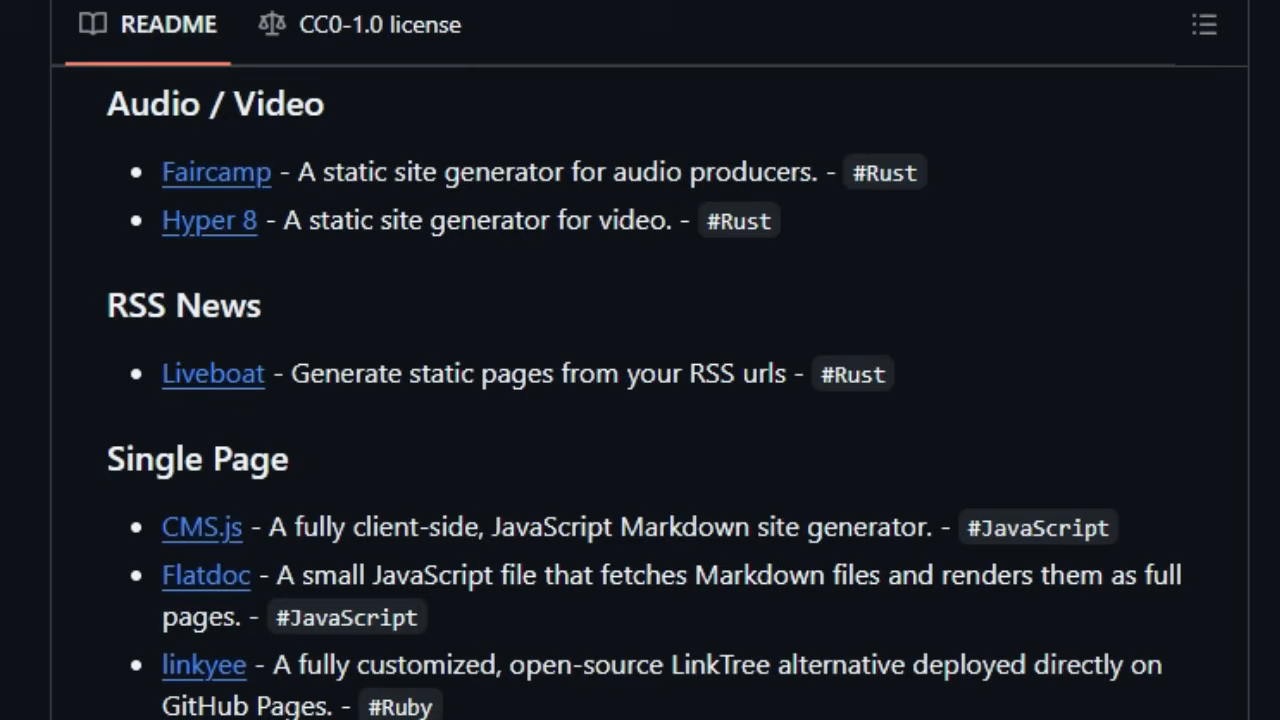 README CC0-1.0 license
Audio / Video
• Faircamp - A static site generator for audio producers. - #Rust
• Hyper 8 - A static site generator for video. - #Rust
RSS News
• Liveboat - Generate static pages from your RSS urls - #Rust
Single Page
• CMS.js - A fully client-side, JavaScript Markdown site generator. - #JavaScript
• Flatdoc - A small JavaScript file that fetches Markdown files and renders them as full
pages. - #JavaScript
• linkyee - A fully customized, open-source LinkTree alternative deployed directly on
GitHub Pages. - #Ruby